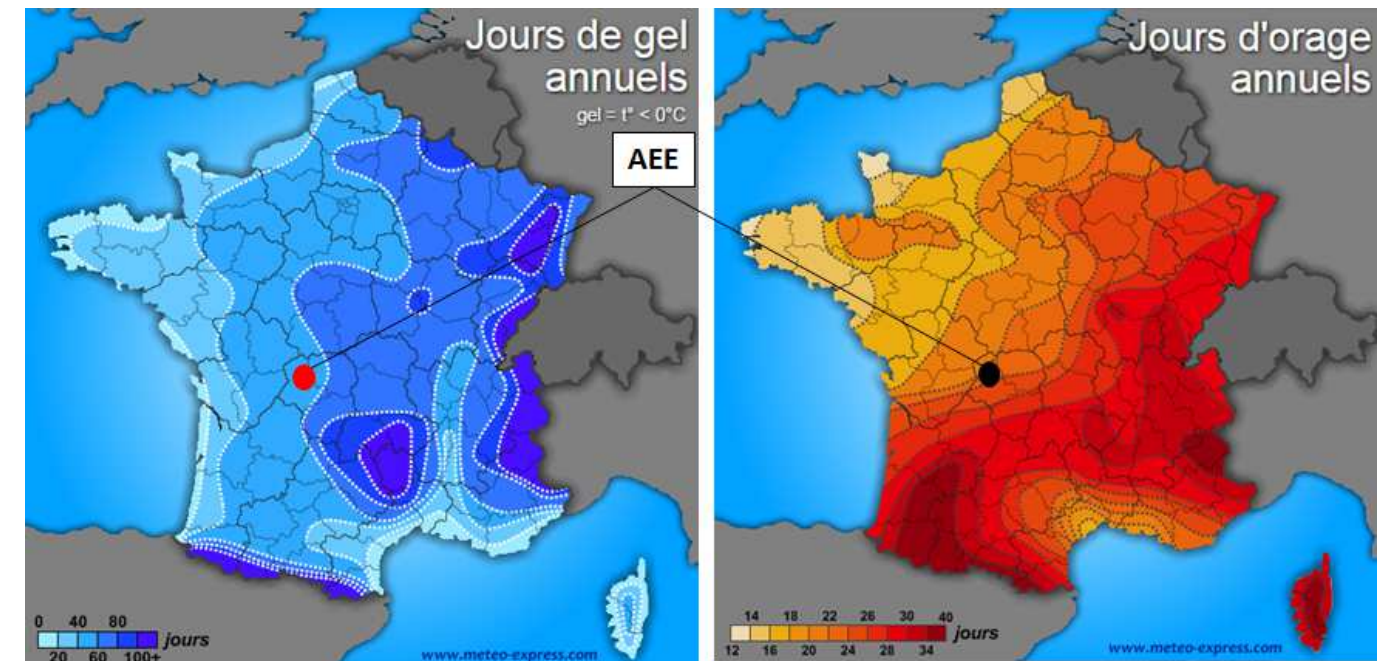 Jours de gel
annuels
gel = t° < 0°C
AEE
Jours d'orage
annuels
0 40 80
jours
20 60 100+
www.meteo-express.com
14 18 22 26 30 40
jours
12 16 20 24 28 34
www.meteo-express.com